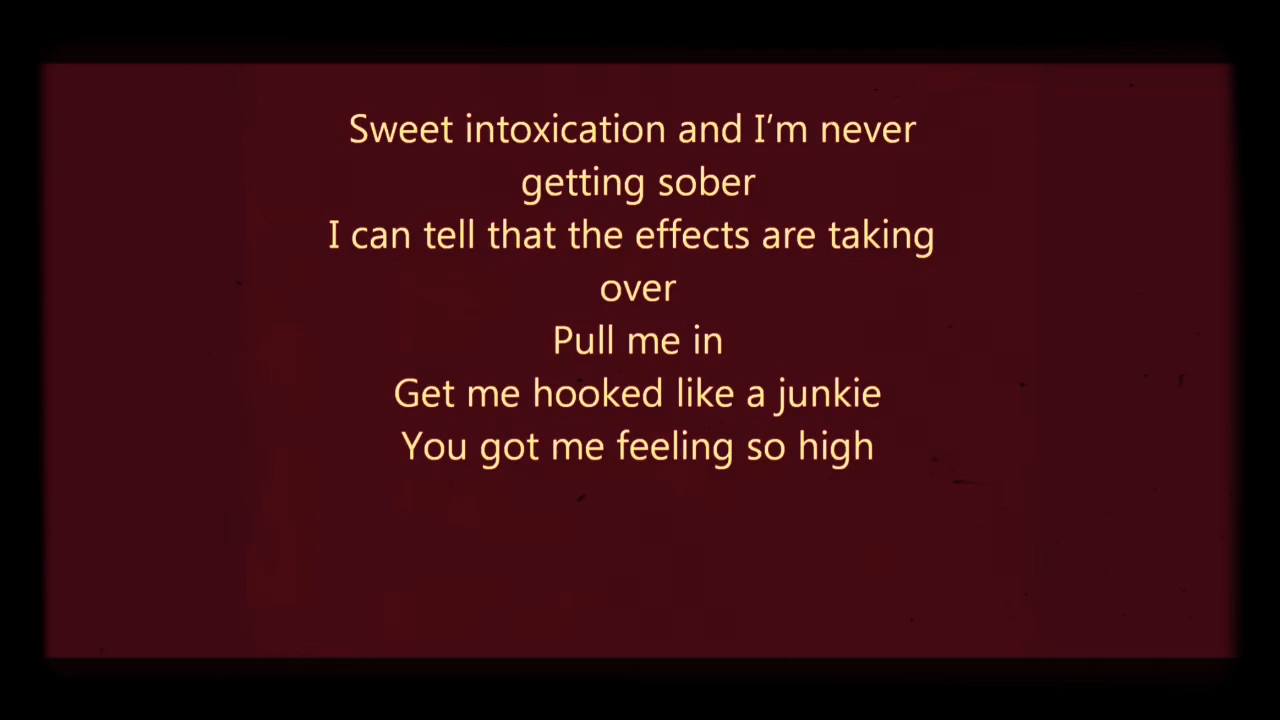 Sweet intoxication and I’m never
getting sober
I can tell that the effects are taking
over
Pull me in
Get me hooked like a junkie
You got me feeling so high